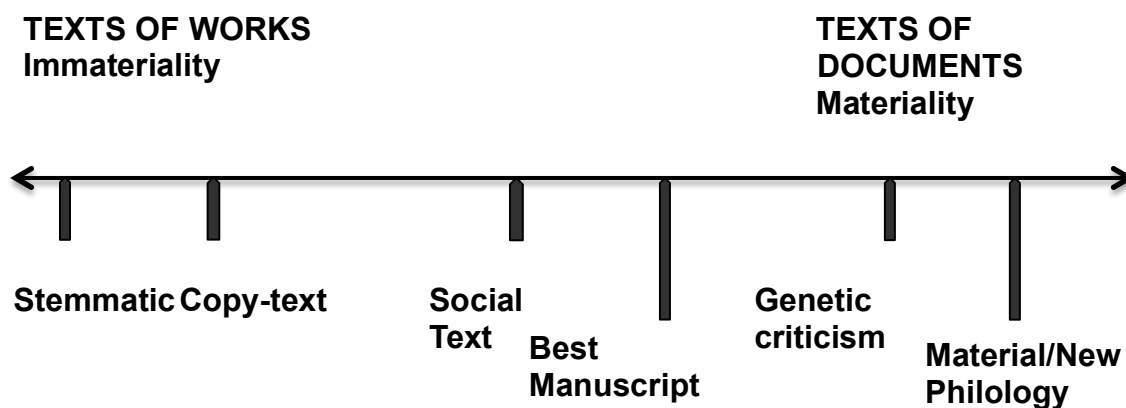 TEXTS OF WORKS
Immateriality
TEXTS OF
DOCUMENTS
Materiality
Stemmatic
Copy-text
Social
Text
Best
Manuscript
Genetic
criticism
Material/New
Philology